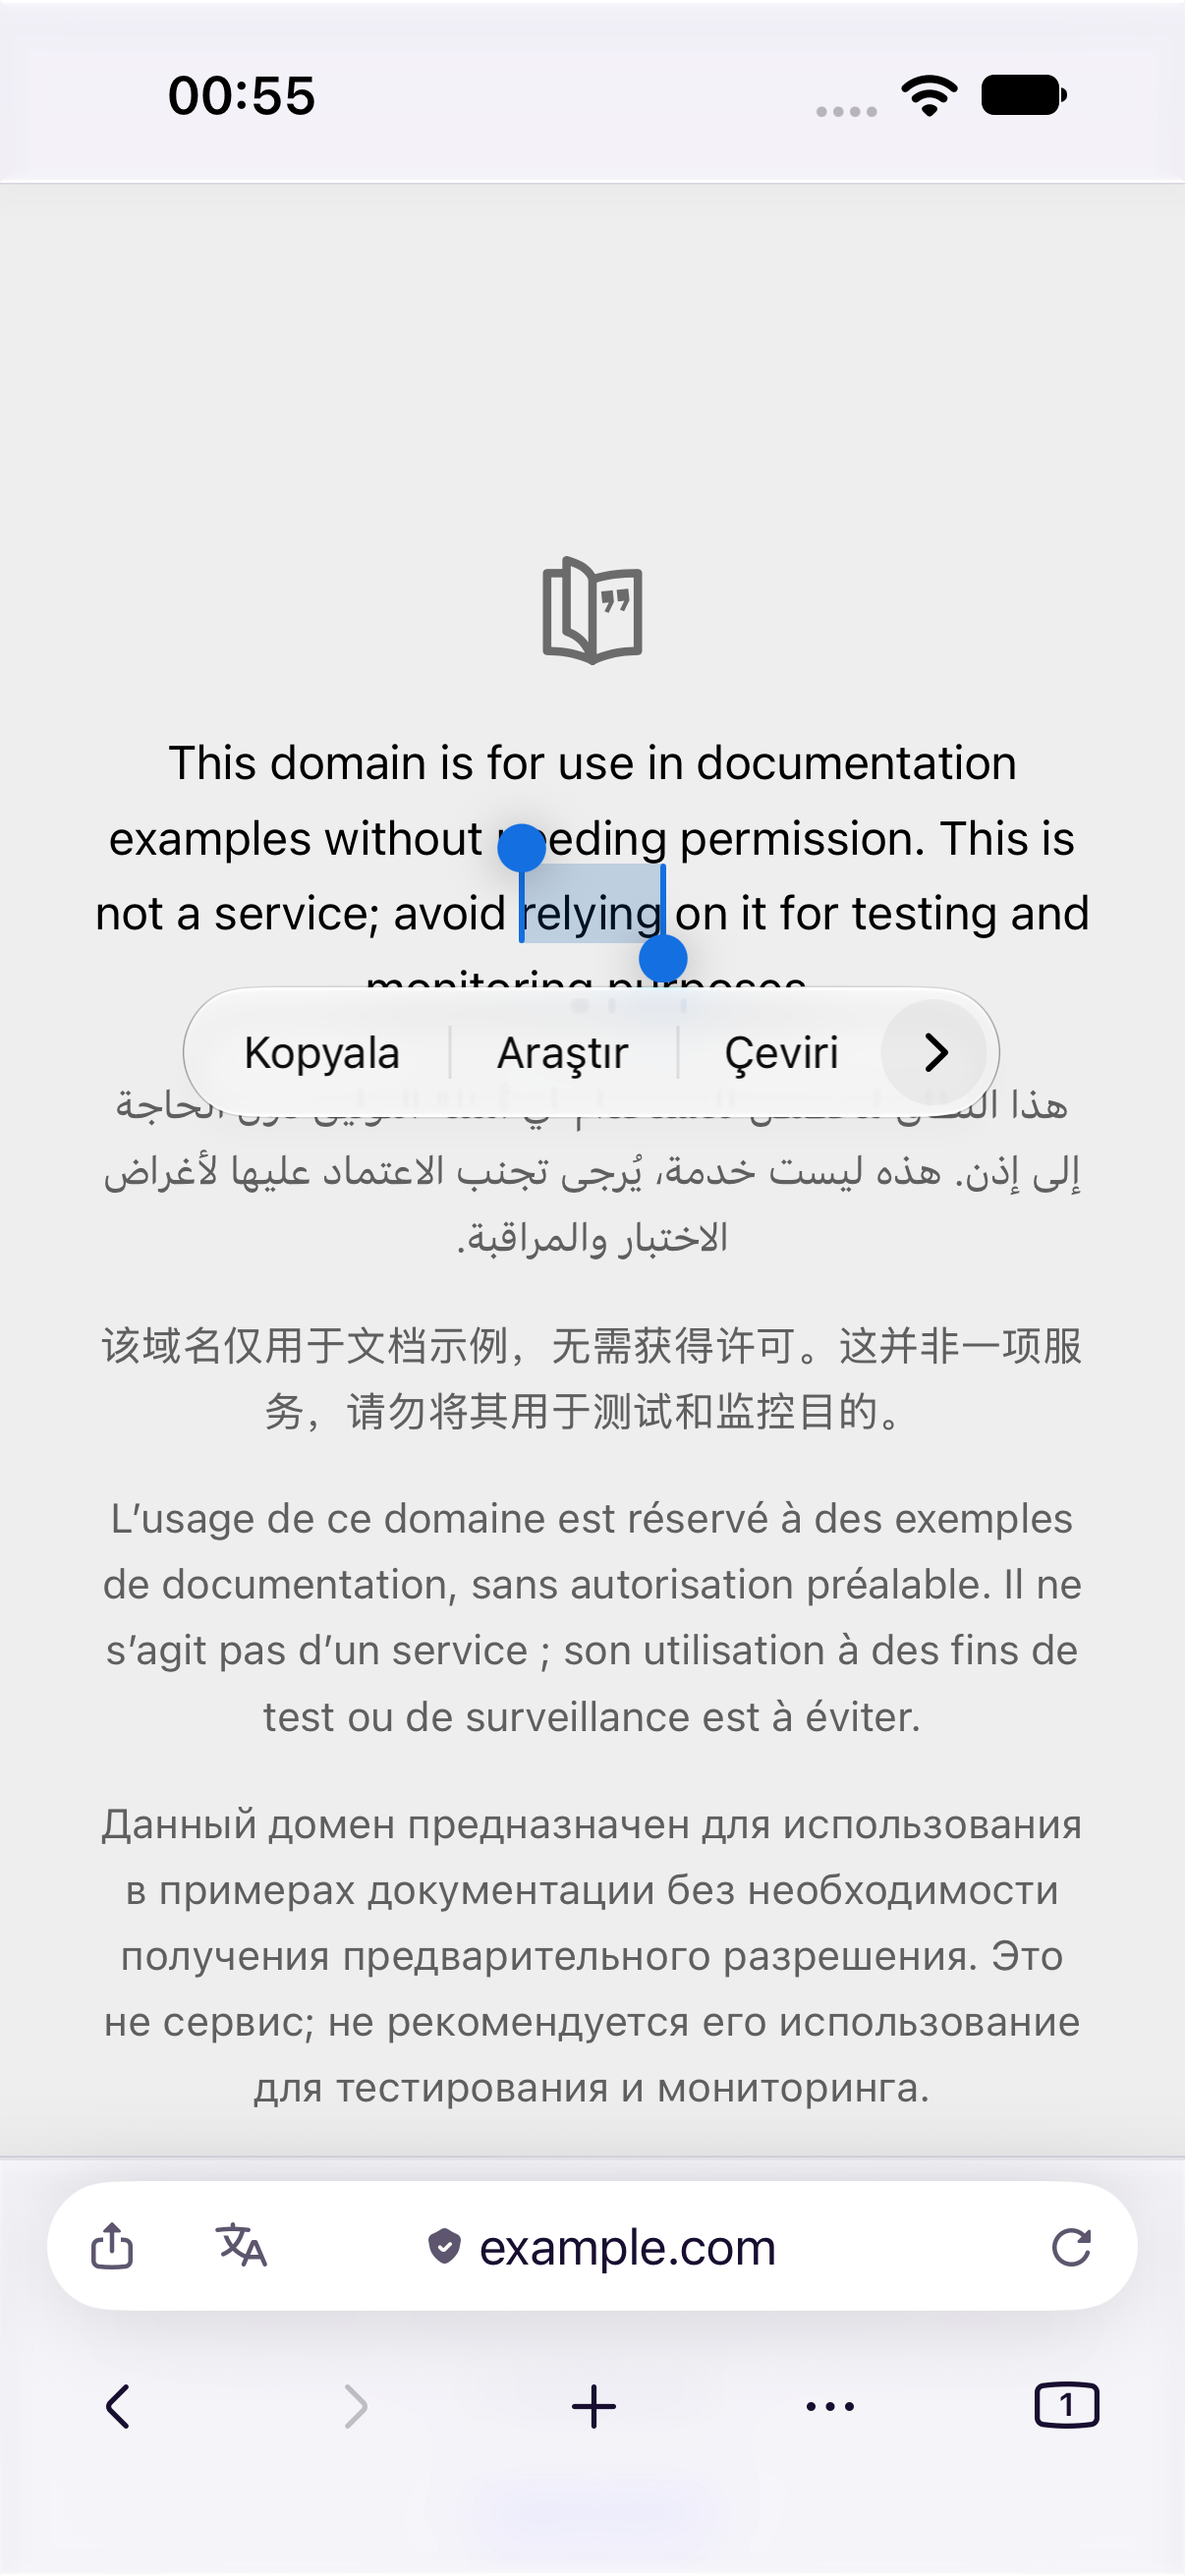 00:55
This domain is for use in documentation
examples without permission. This is
not a service; avoid relying on it for testing and
monitoring purposes
Kopyala
Araştır
Çeviri
هذا الحاجة
إلى إذن. هذه ليست خدمة، يُرجى تجنب الاعتماد عليها لأغراض
الاختبار والمراقبة.
该域名仅用于文档示例，无需获得许可。这并非一项服
务，请勿将其用于测试和监控目的。
L’usage de ce domaine est réservé à des exemples
de documentation, sans autorisation préalable. Il ne
s’agit pas d’un service ; son utilisation à des fins de
test ou de surveillance est à éviter.
Данный домен предназначен для использования
в примерах документации без необходимости
получения предварительного разрешения. Это
не сервис; не рекомендуется его использование
для тестирования и мониторинга.
example.com
1